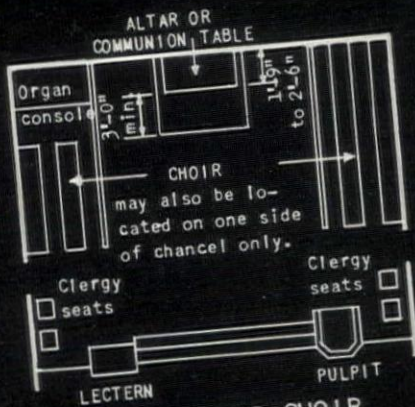 ALTAR OR
COMMUNION TABLE
Organ
console
3'-0"
min.
1'-9"
to 2'-6"
CHOIR
may also be lo-
cated on one side
of chancel only.
Clergy
seats
Clergy
seats
LECTERN
PULPIT
CHOIR